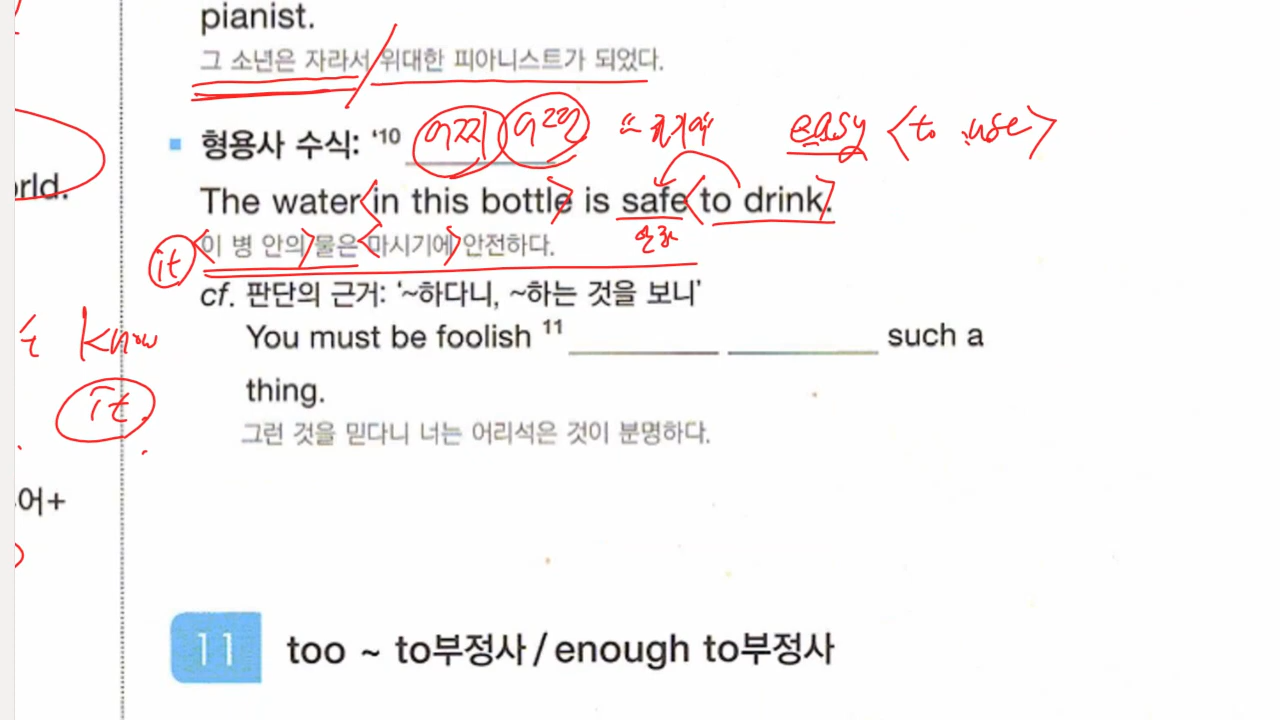 pianist.
그 소년은 자라서 위대한 피아니스트가 되었다.
형용사 수식: '10 easy <to use>
rld.
The water <in this bottle> is safe <to drink.>
it <이 병 안의> 물은 <마시기에> 안전하다.
cf. 판단의 근거: '~하다니, ~하는 것을 보니'
know
You must be foolish 11 such a
it
thing.
그런 것을 믿다니 너는 어리석은 것이 분명하다.
어+
11 too ~ to부정사/enough to부정사